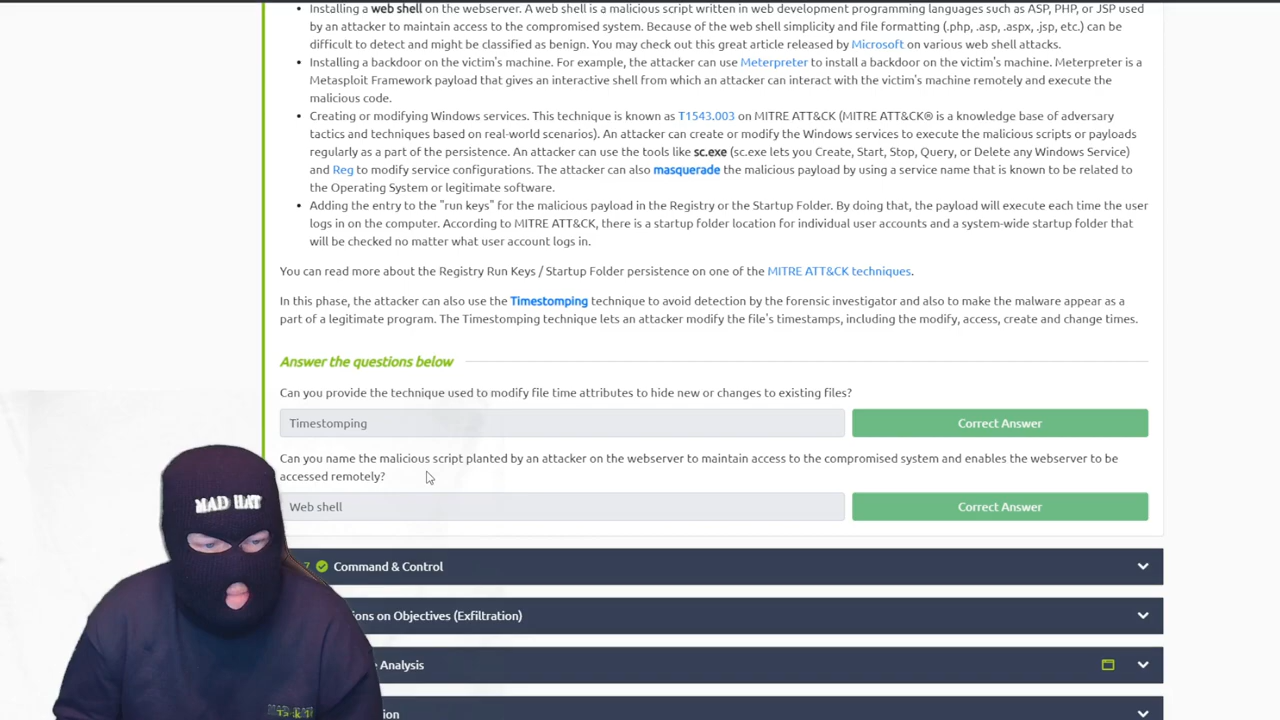 • Installing a web shell on the webserver. A web shell is a malicious script written in web development programming languages such as ASP, PHP, or JSP used
by an attacker to maintain access to the compromised system. Because of the web shell simplicity and file formatting (.php, .asp, .aspx, .jsp, etc.) can be
difficult to detect and might be classified as benign. You may check out this great article released by Microsoft on various web shell attacks.
• Installing a backdoor on the victim's machine. For example, the attacker can use Meterpreter to install a backdoor on the victim's machine. Meterpreter is a
Metasploit Framework payload that gives an interactive shell from which an attacker can interact with the victim's machine remotely and execute the
malicious code.
• Creating or modifying Windows services. This technique is known as T1543.003 on MITRE ATT&CK (MITRE ATT&CK® is a knowledge base of adversary
tactics and techniques based on real-world scenarios). An attacker can create or modify the Windows services to execute the malicious scripts or payloads
regularly as a part of the persistence. An attacker can use the tools like sc.exe (sc.exe lets you Create, Start, Stop, Query, or Delete any Windows Service)
and Reg to modify service configurations. The attacker can also masquerade the malicious payload by using a service name that is known to be related to
the Operating System or legitimate software.
• Adding the entry to the "run keys" for the malicious payload in the Registry or the Startup Folder. By doing that, the payload will execute each time the user
logs in on the computer. According to MITRE ATT&CK, there is a startup folder location for individual user accounts and a system-wide startup folder that
will be checked no matter what user account logs in.
You can read more about the Registry Run Keys / Startup Folder persistence on one of the MITRE ATT&CK techniques.
In this phase, the attacker can also use the Timestomping technique to avoid detection by the forensic investigator and also to make the malware appear as a
part of a legitimate program. The Timestomping technique lets an attacker modify the file's timestamps, including the modify, access, create and change times.
Answer the questions below
Can you provide the technique used to modify file time attributes to hide new or changes to existing files?
Timestomping
Correct Answer
Can you name the malicious script planted by an attacker on the webserver to maintain access to the compromised system and enables the webserver to be
accessed remotely?
Web shell
Correct Answer
MAD HAT
7 Command & Control
ons on Objectives (Exfiltration)
Analysis
Task 1